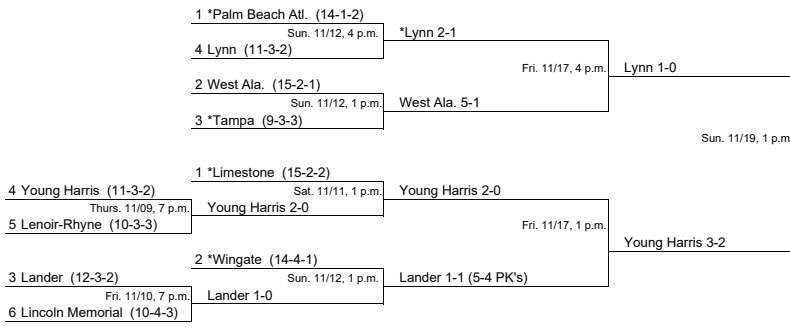 1 *Palm Beach Atl. (14-1-2)
Sun. 11/12, 4 p.m.
*Lynn 2-1
4 Lynn (11-3-2)
Fri. 11/17, 4 p.m.
Lynn 1-0
2 West Ala. (15-2-1)
Sun. 11/12, 1 p.m.
West Ala. 5-1
3 *Tampa (9-3-3)
Sun. 11/19, 1 p.m
1 *Limestone (15-2-2)
4 Young Harris (11-3-2)
Sat. 11/11, 1 p.m.
Young Harris 2-0
Thurs. 11/09, 7 p.m.
Young Harris 2-0
5 Lenoir-Rhyne (10-3-3)
Fri. 11/17, 1 p.m.
Young Harris 3-2
2 *Wingate (14-4-1)
3 Lander (12-3-2)
Sun. 11/12, 1 p.m.
Lander 1-1 (5-4 PK's)
Fri. 11/10, 7 p.m.
Lander 1-0
6 Lincoln Memorial (10-4-3)